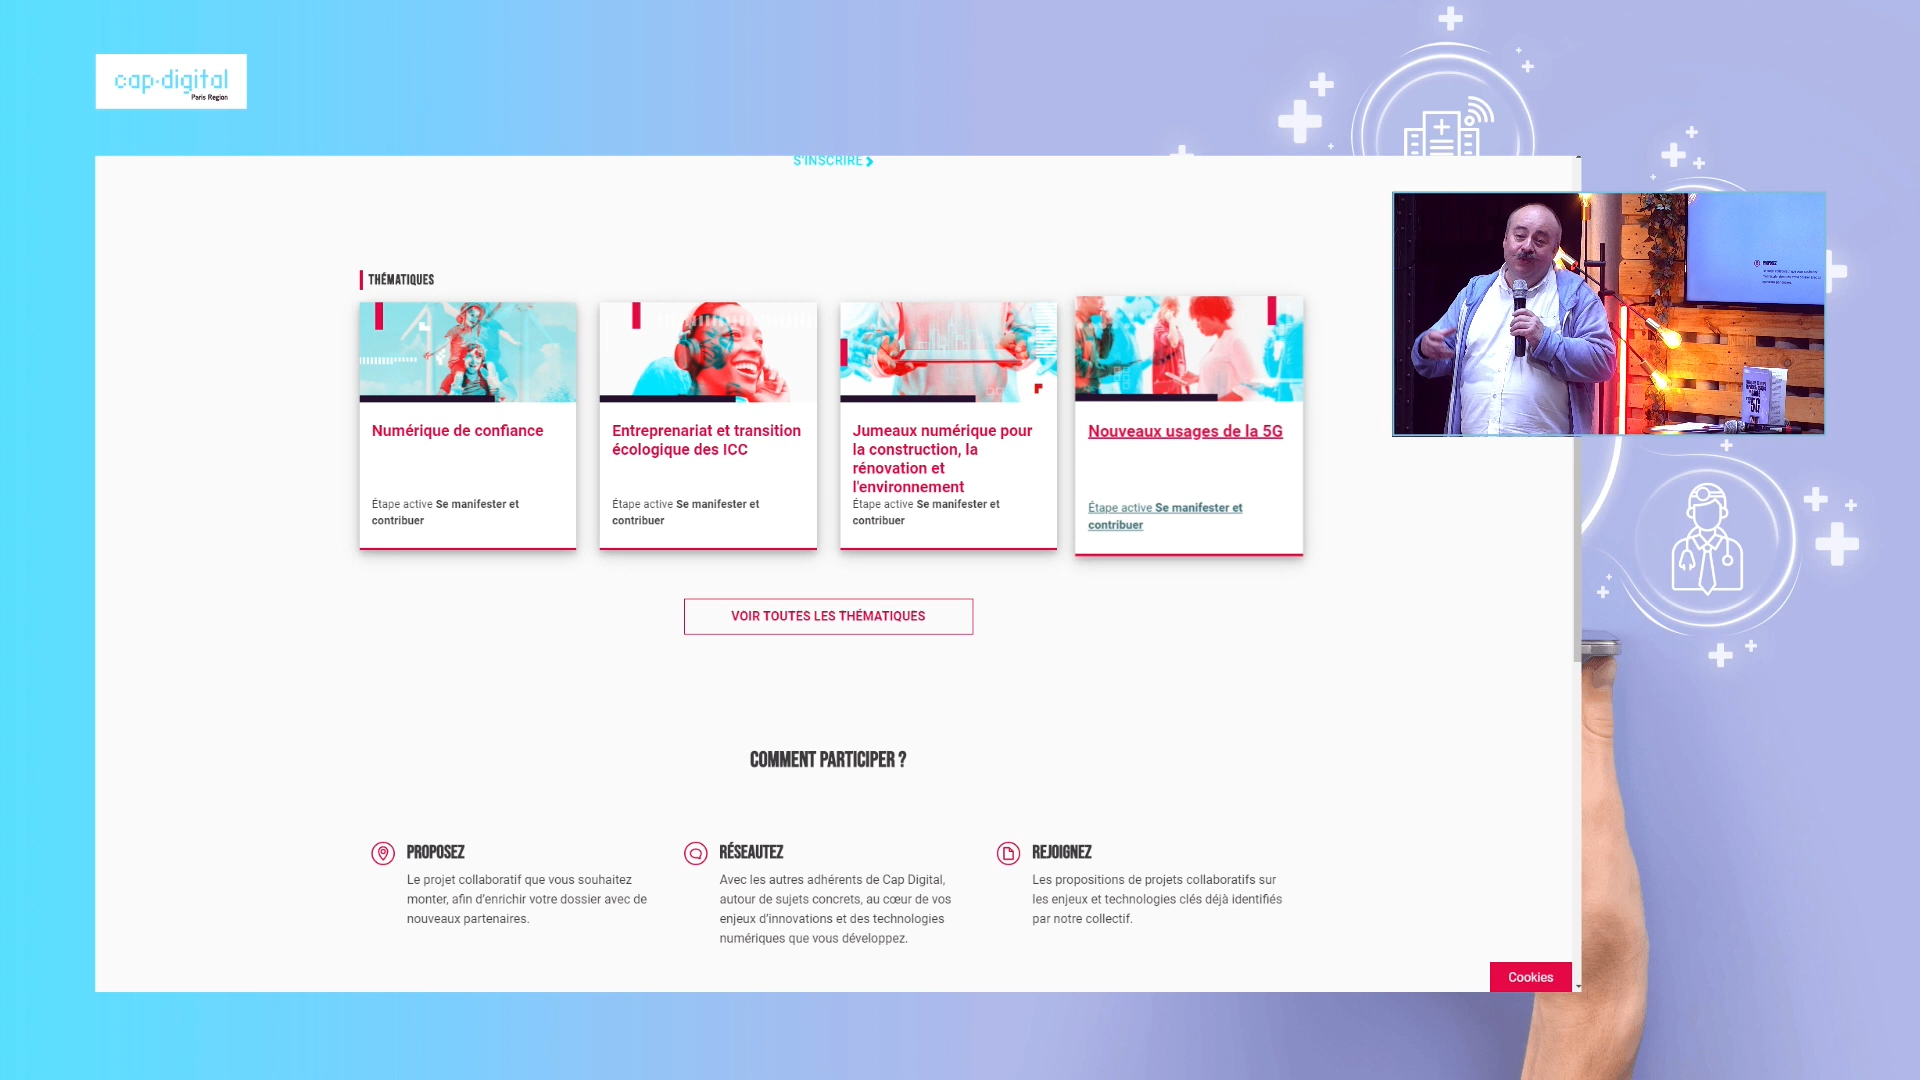 cap·digital
Paris Region
S'INSCRIRE
THÉMATIQUES
Numérique de confiance
Étape active Se manifester et
contribuer
Entreprenariat et transition
écologique des ICC
Étape active Se manifester et
contribuer
Jumeaux numérique pour
la construction, la
rénovation et
l'environnement
Étape active Se manifester et
contribuer
Nouveaux usages de la 5G
Étape active Se manifester et
contribuer
VOIR TOUTES LES THÉMATIQUES
COMMENT PARTICIPER ?
PROPOSEZ
Le projet collaboratif que vous souhaitez
monter, afin d'enrichir votre dossier avec de
nouveaux partenaires.
RÉSEAUTEZ
Avec les autres adhérents de Cap Digital,
autour de sujets concrets, au cœur de vos
enjeux d'innovations et des technologies
numériques que vous développez.
REJOIGNEZ
Les propositions de projets collaboratifs sur
les enjeux et technologies clés déjà identifiés
par notre collectif.
Cookies
PROPOSEZ
5G